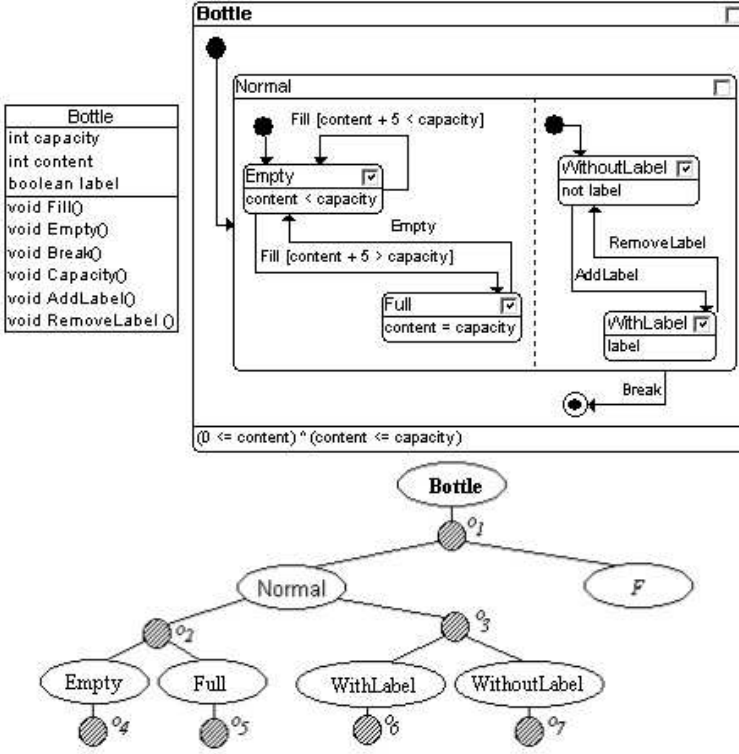 Bottle
Normal
Fill [content + 5 < capacity]
Empty
content < capacity
Empty
Fill [content + 5 > capacity]
Full
content = capacity
WithoutLabel
not label
RemoveLabel
AddLabel
WithLabel
label
Break
(0 <= content) ^ (content <= capacity)
Bottle
int capacity
int content
boolean label
void Fill()
void Empty()
void Break()
void Capacity()
void AddLabel()
void RemoveLabel ()
Bottle
o1
Normal
F
o2
o3
Empty
Full
WithLabel
WithoutLabel
o4
o5
o6
o7